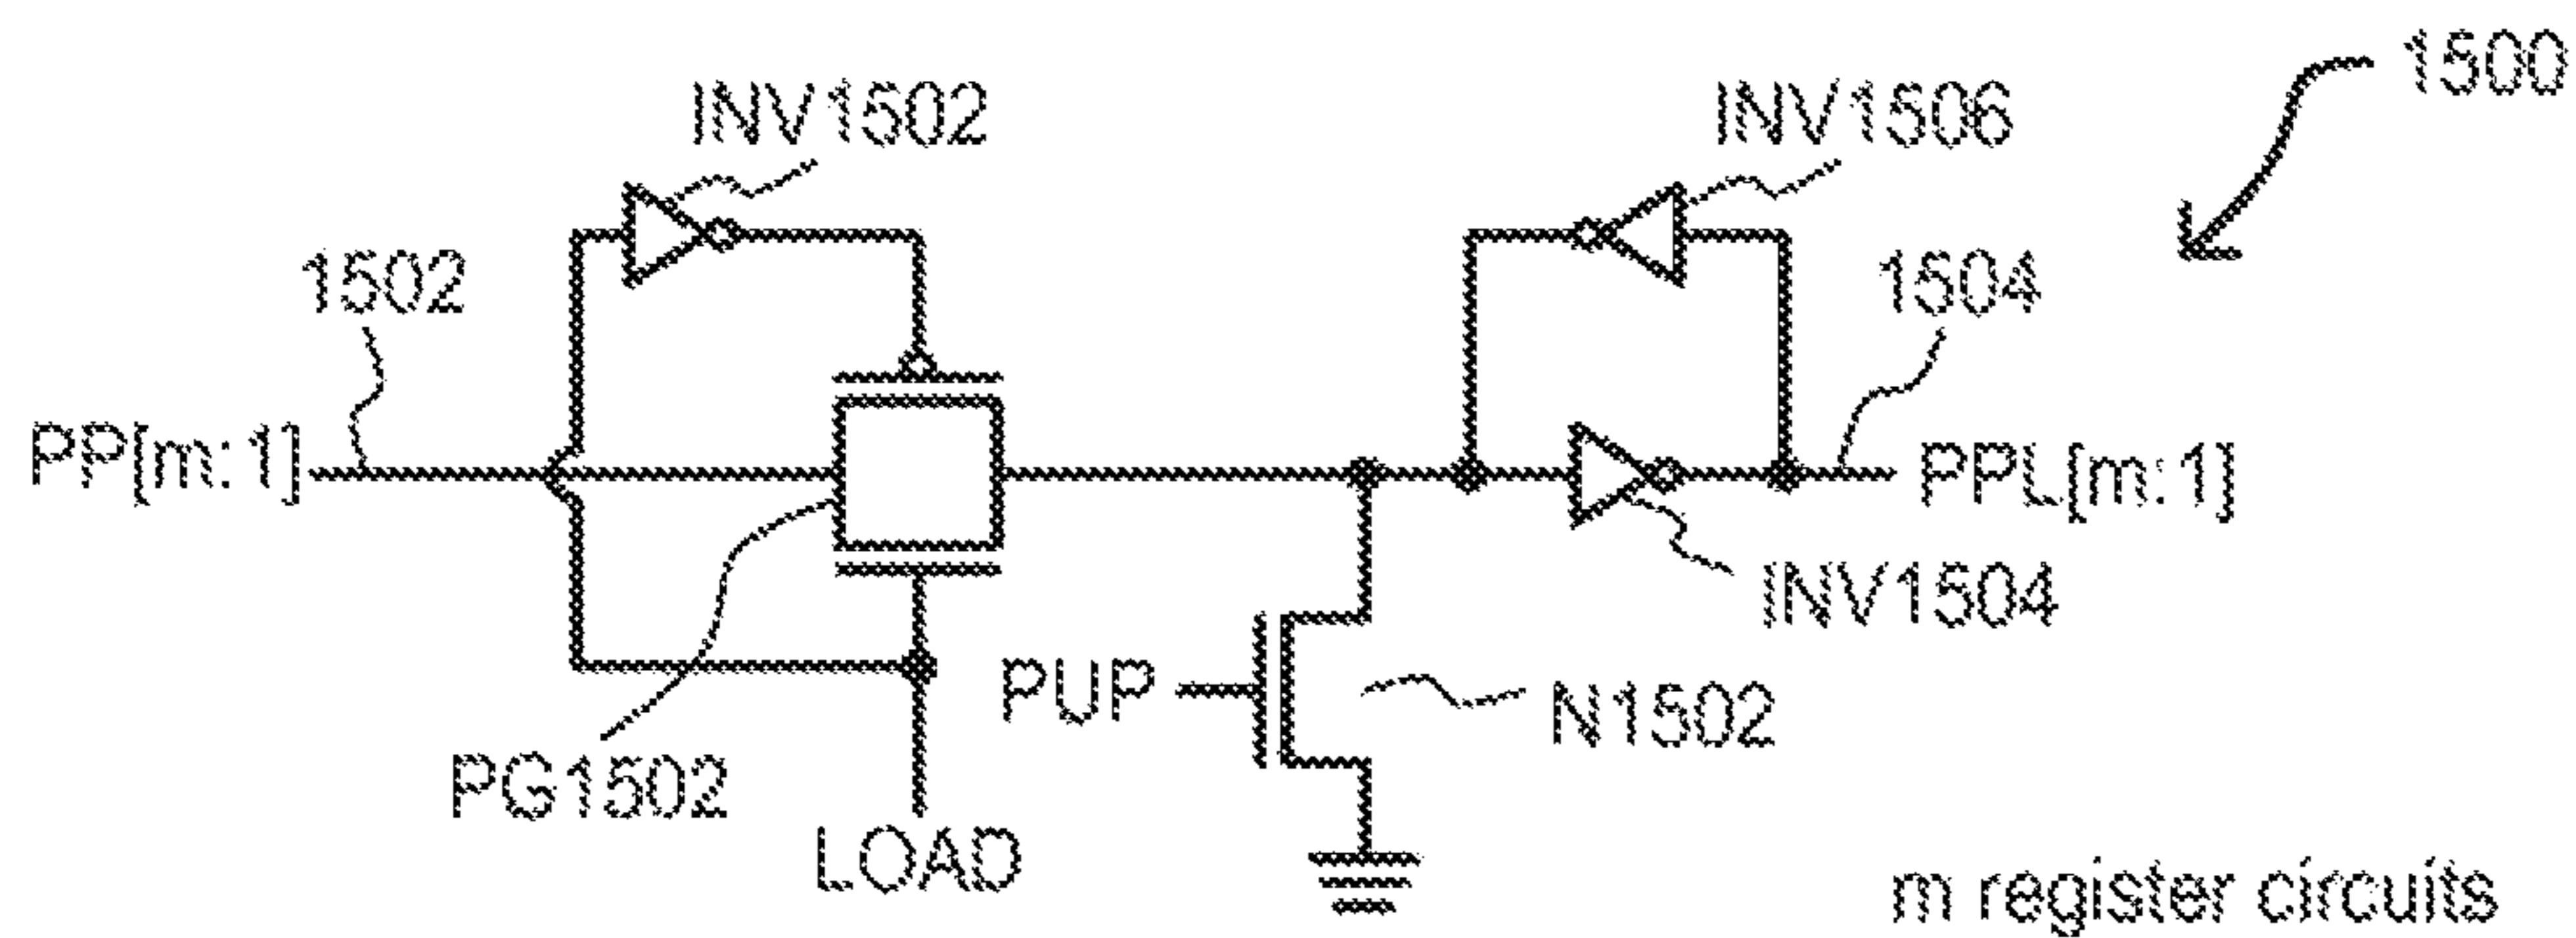 1500
INV1502
INV1506
1502
1504
PP[m:1]
PPL[m:1]
INV1504
PUP
N1502
PG1502
LOAD
m register circuits